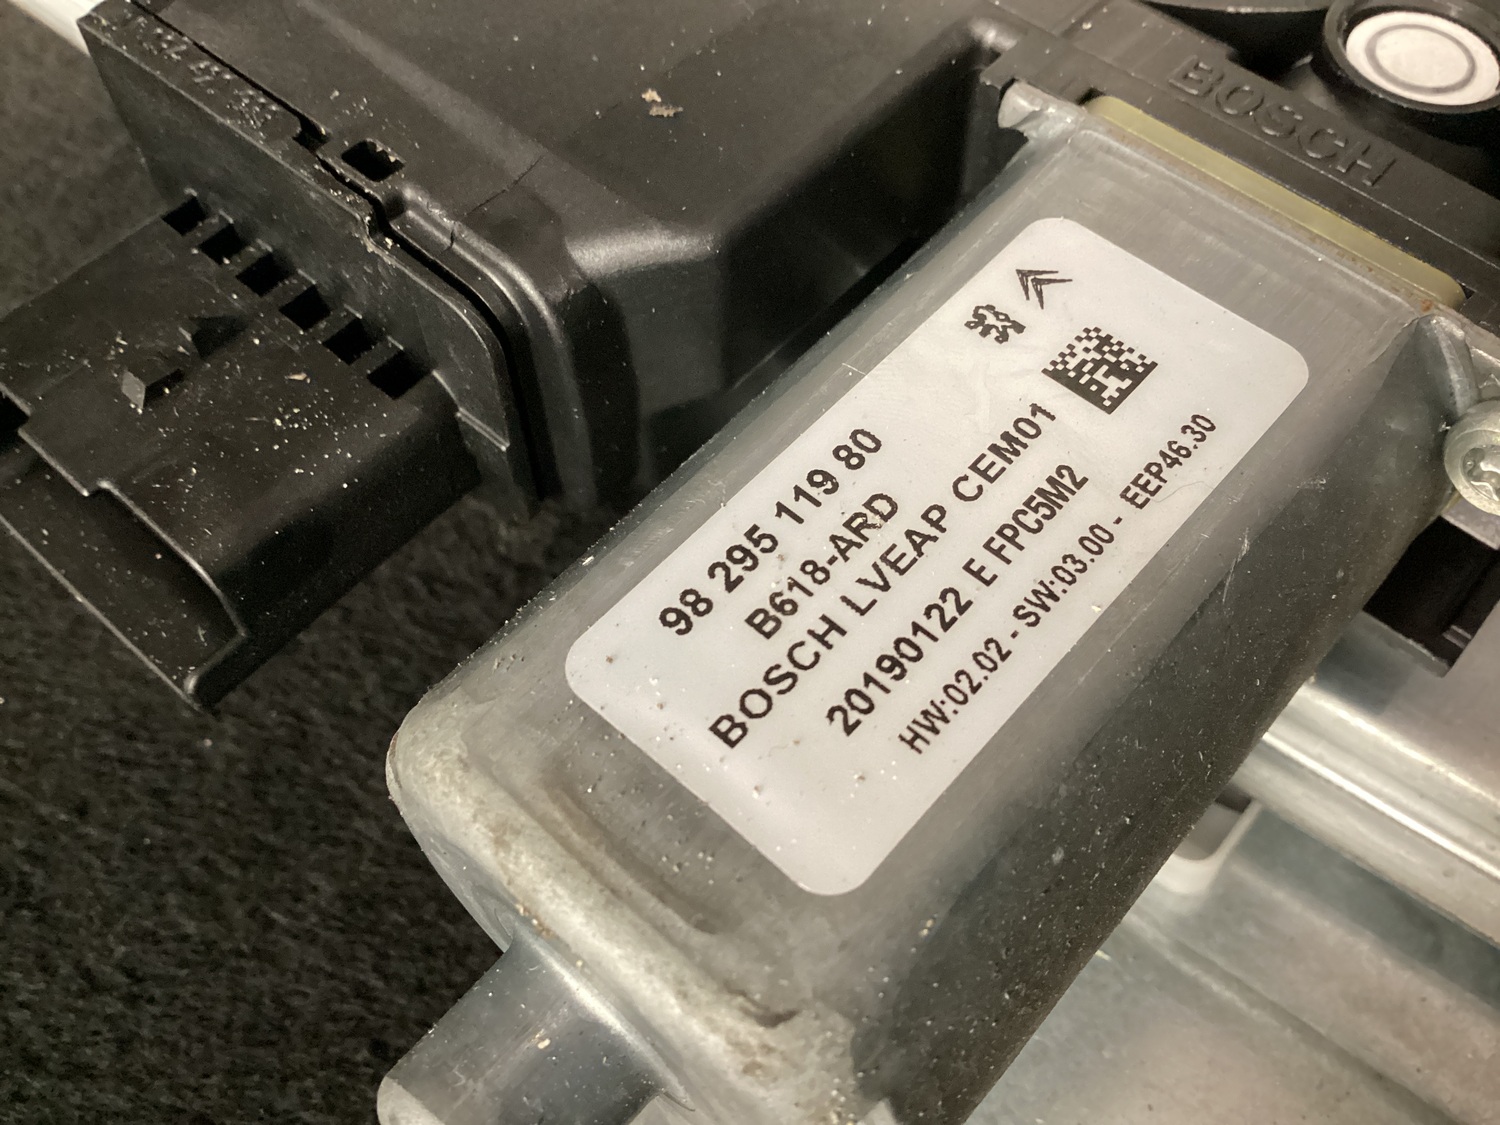 BOSCH
98 295 119 80
B618-ARD
BOSCH LVEAP CEM01
20190122 E FPC5M2
HW:02.02 - SW:03.00 - EEP46.30